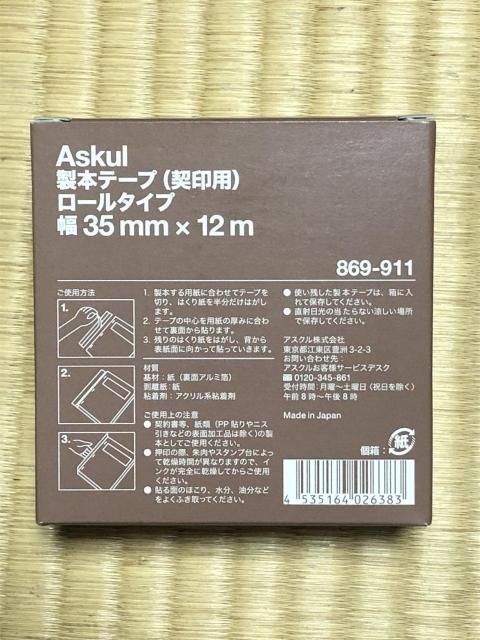 Askul
製本テープ（契印用）
ロールタイプ
幅 35 mm × 12 m
869-911
ご使用方法
1.
2.
3.
1. 製本する用紙に合わせてテープを
切り、はくり紙を半分だけはがし
ます。
2. テープの中心を用紙の厚みに合わ
せて裏面から貼ります。
3. 残りのはくり紙をはがし、背から
表紙面に向かって貼っていきます。
材質
基材：紙（裏面アルミ箔）
剥離紙：紙
粘着剤：アクリル系粘着剤
ご使用上の注意
● 契約書等、紙類（PP 貼りやニス
引きなどの表面加工品は除く）の製
本としてご使用ください。
● 押印の際、朱肉やスタンプ台によっ
て乾燥時間が異なりますので、イ
ンクが完全に乾燥してからご使用
ください。
● 貼る面のほこり、水分、油分など
をよくふき取ってください。
● 使い残した製本テープは、箱に入
れて保存してください。
● 直射日光の当たらない涼しい場所
で保存してください。
アスクル株式会社
東京都江東区豊洲 3-2-3
お問い合わせ先：
アスクルお客様サービスデスク
0120-345-861
受付時間：月曜～土曜日（祝日を除く）
午前 8 時～午後 8 時
Made in Japan
個箱：紙
4 535164 026383